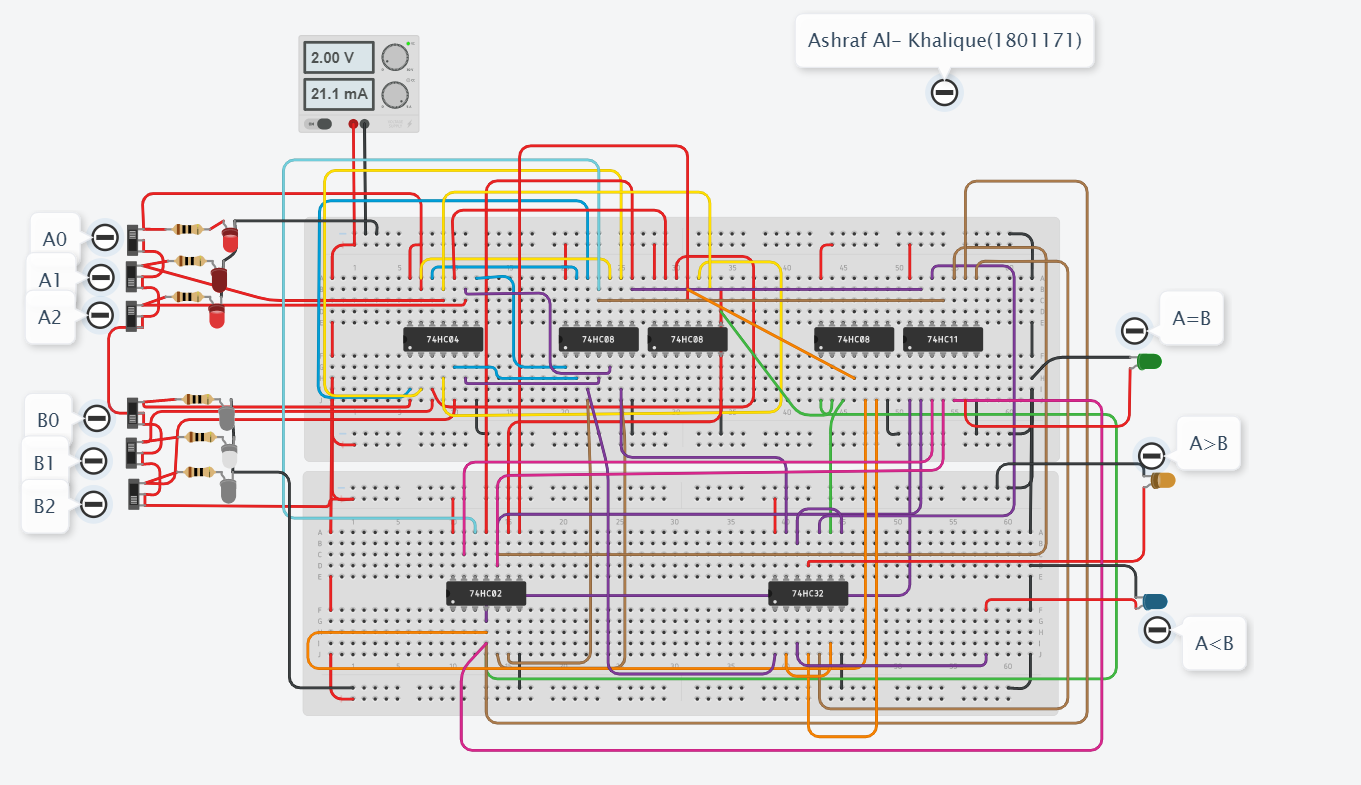 Ashraf Al- Khalique(1801171)
2.00 V
21.1 mA
A0
A1
A2
A=B
74HC04
74HC08
74HC08
74HC08
74HC11
B0
B1
B2
A>B
74HC02
74HC32
A<B